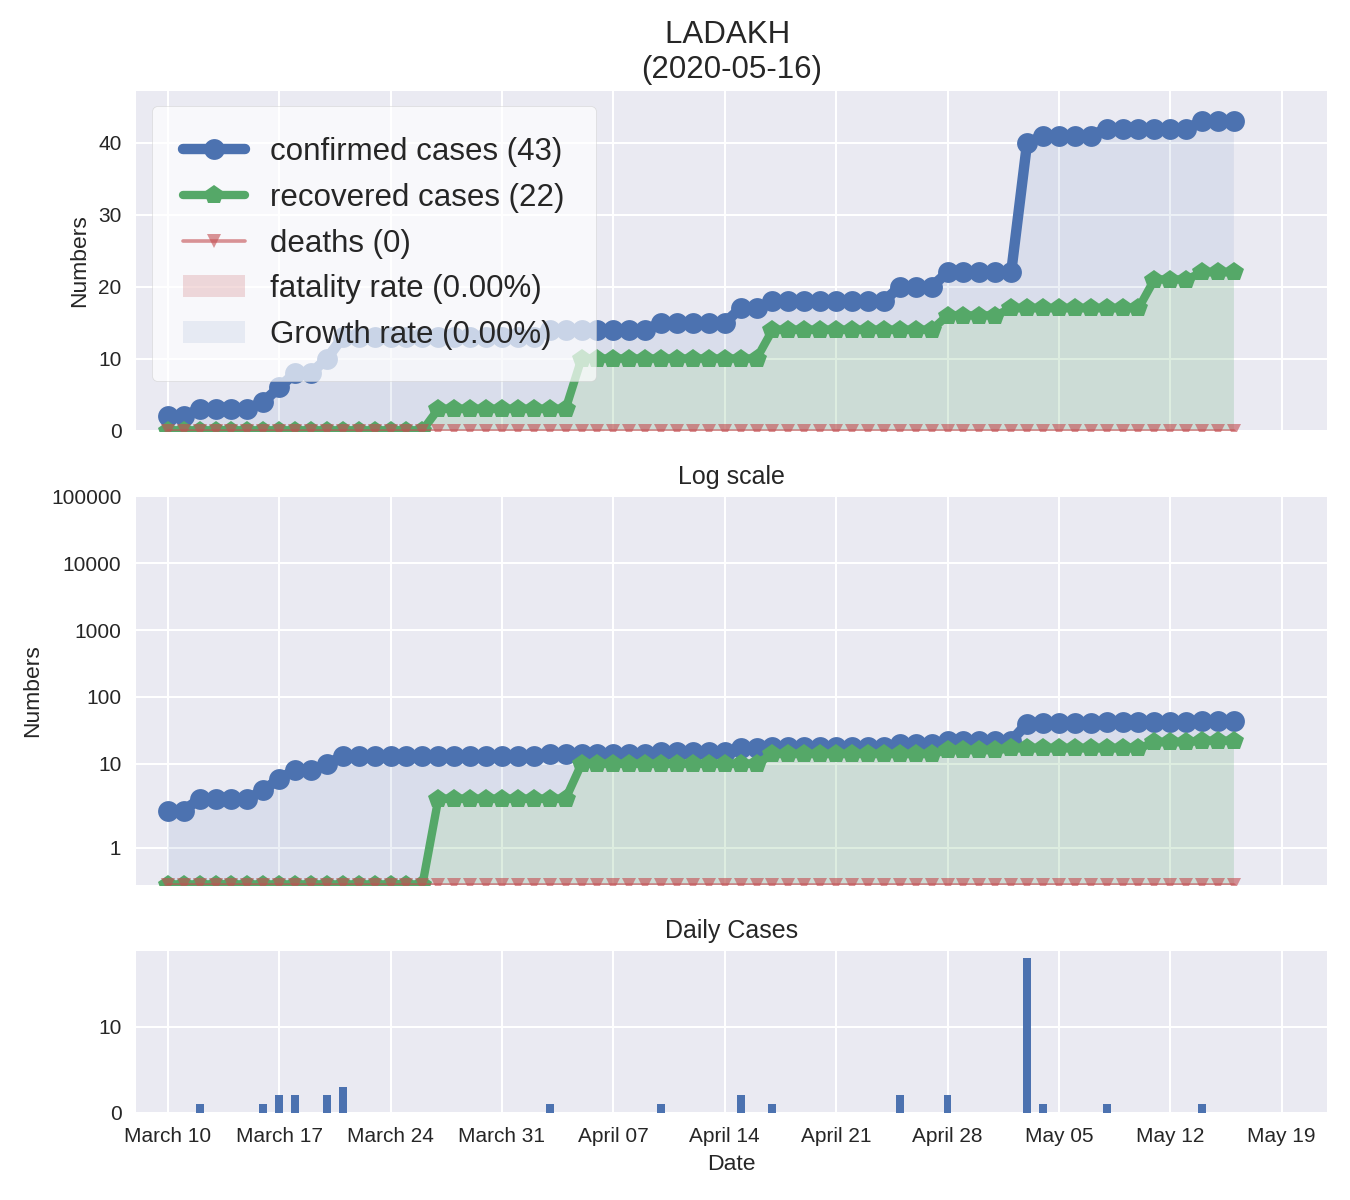 LADAKH
(2020-05-16)
confirmed cases (43)
recovered cases (22)
deaths (0)
fatality rate (0.00%)
Growth rate (0.00%)
Numbers
40
30
20
10
0
Log scale
Numbers
100000
10000
1000
100
10
1
Daily Cases
10
0
March 10 March 17 March 24 March 31 April 07 April 14 April 21 April 28 May 05 May 12 May 19
Date